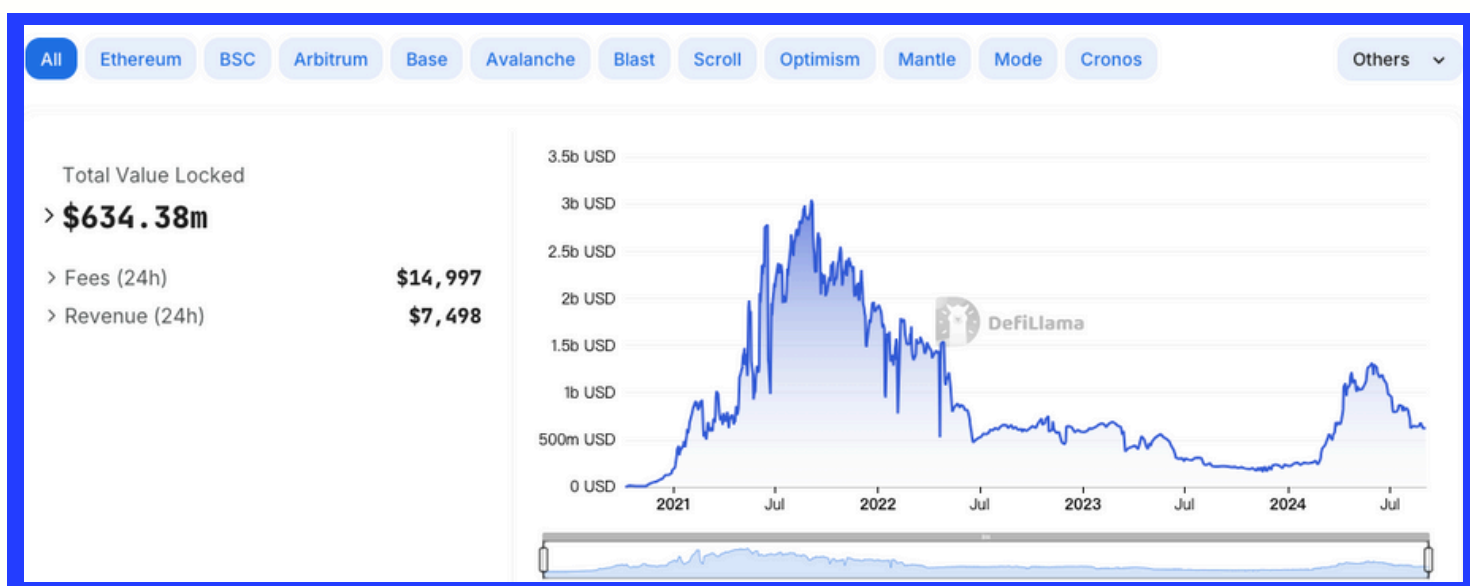 All Ethereum BSC Arbitrum Base Avalanche Blast Scroll Optimism Mantle Mode Cronos Others
Total Value Locked
$634.38m
Fees (24h) $14,997
Revenue (24h) $7,498
3.5b USD
3b USD
2.5b USD
2b USD
1.5b USD
1b USD
500m USD
0 USD
DefiLlama
2021 Jul 2022 Jul 2023 Jul 2024 Jul